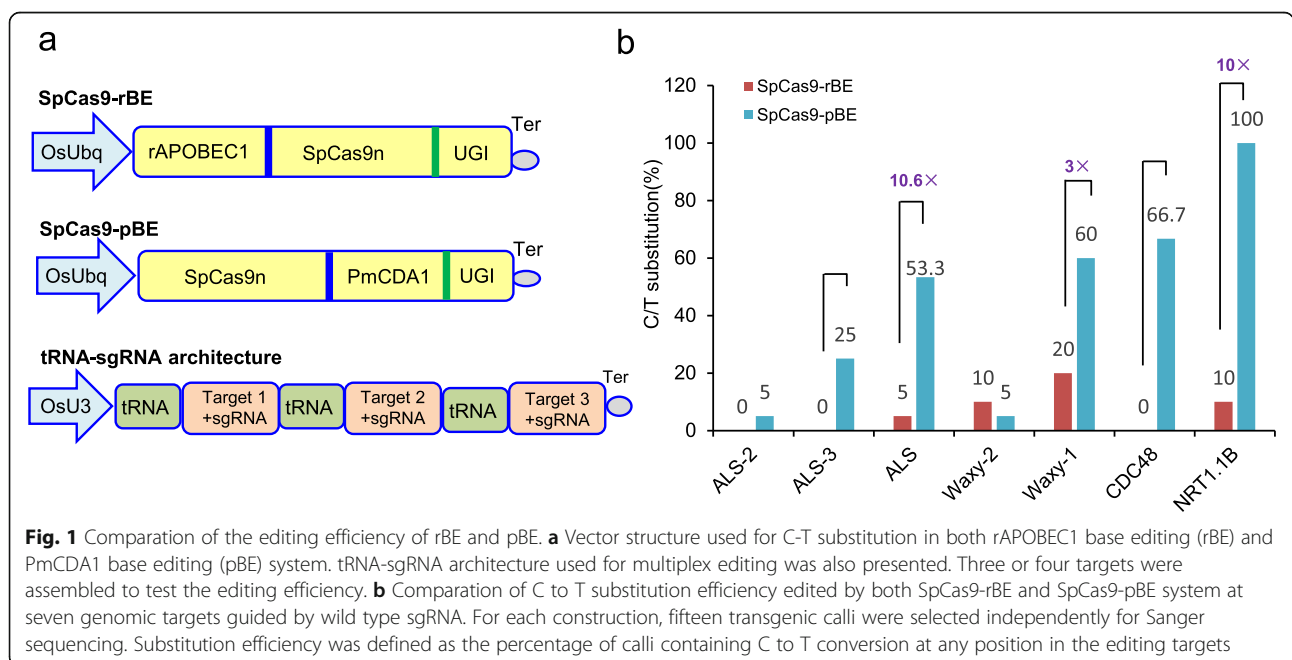 a
SpCas9-rBE
OsUbq
rAPOBEC1
SpCas9n
UGI
Ter
SpCas9-pBE
OsUbq
SpCas9n
PmCDA1
UGI
Ter
tRNA-sgRNA architecture
OsU3
tRNA
Target 1
+sgRNA
tRNA
Target 2
+sgRNA
tRNA
Target 3
+sgRNA
Ter
b
C/T substitution(%)
120
100
80
60
40
20
0
SpCas9-rBE
SpCas9-pBE
0
5
0
25
10.6×
5
53.3
10
5
3×
20
60
0
66.7
10×
10
100
ALS-2
ALS-3
ALS
Waxy-2
Waxy-1
CDC48
NRT1.1B
Fig. 1 Comparation of the editing efficiency of rBE and pBE. a Vector structure used for C-T substitution in both rAPOBEC1 base editing (rBE) and
PmCDA1 base editing (pBE) system. tRNA-sgRNA architecture used for multiplex editing was also presented. Three or four targets were
assembled to test the editing efficiency. b Comparison of C to T substitution efficiency edited by both SpCas9-rBE and SpCas9-pBE system at
seven genomic targets guided by wild type sgRNA. For each construction, fifteen transgenic calli were selected independently for Sanger
sequencing. Substitution efficiency was defined as the percentage of calli containing C to T conversion at any position in the editing targets